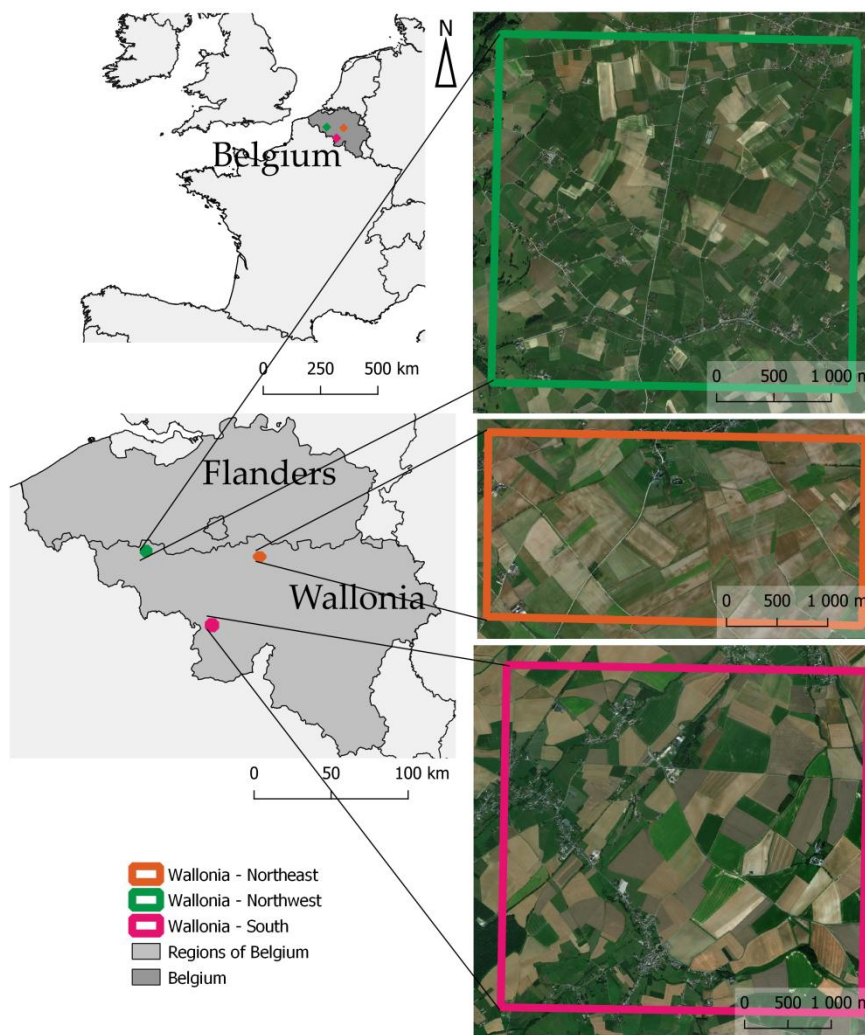 N
Belgium
0 250 500 km
0 500 1 000 m
Flanders
Wallonia
0 50 100 km
0 500 1 000 m
0 500 1 000 m
Wallonia - Northeast
Wallonia - Northwest
Wallonia - South
Regions of Belgium
Belgium